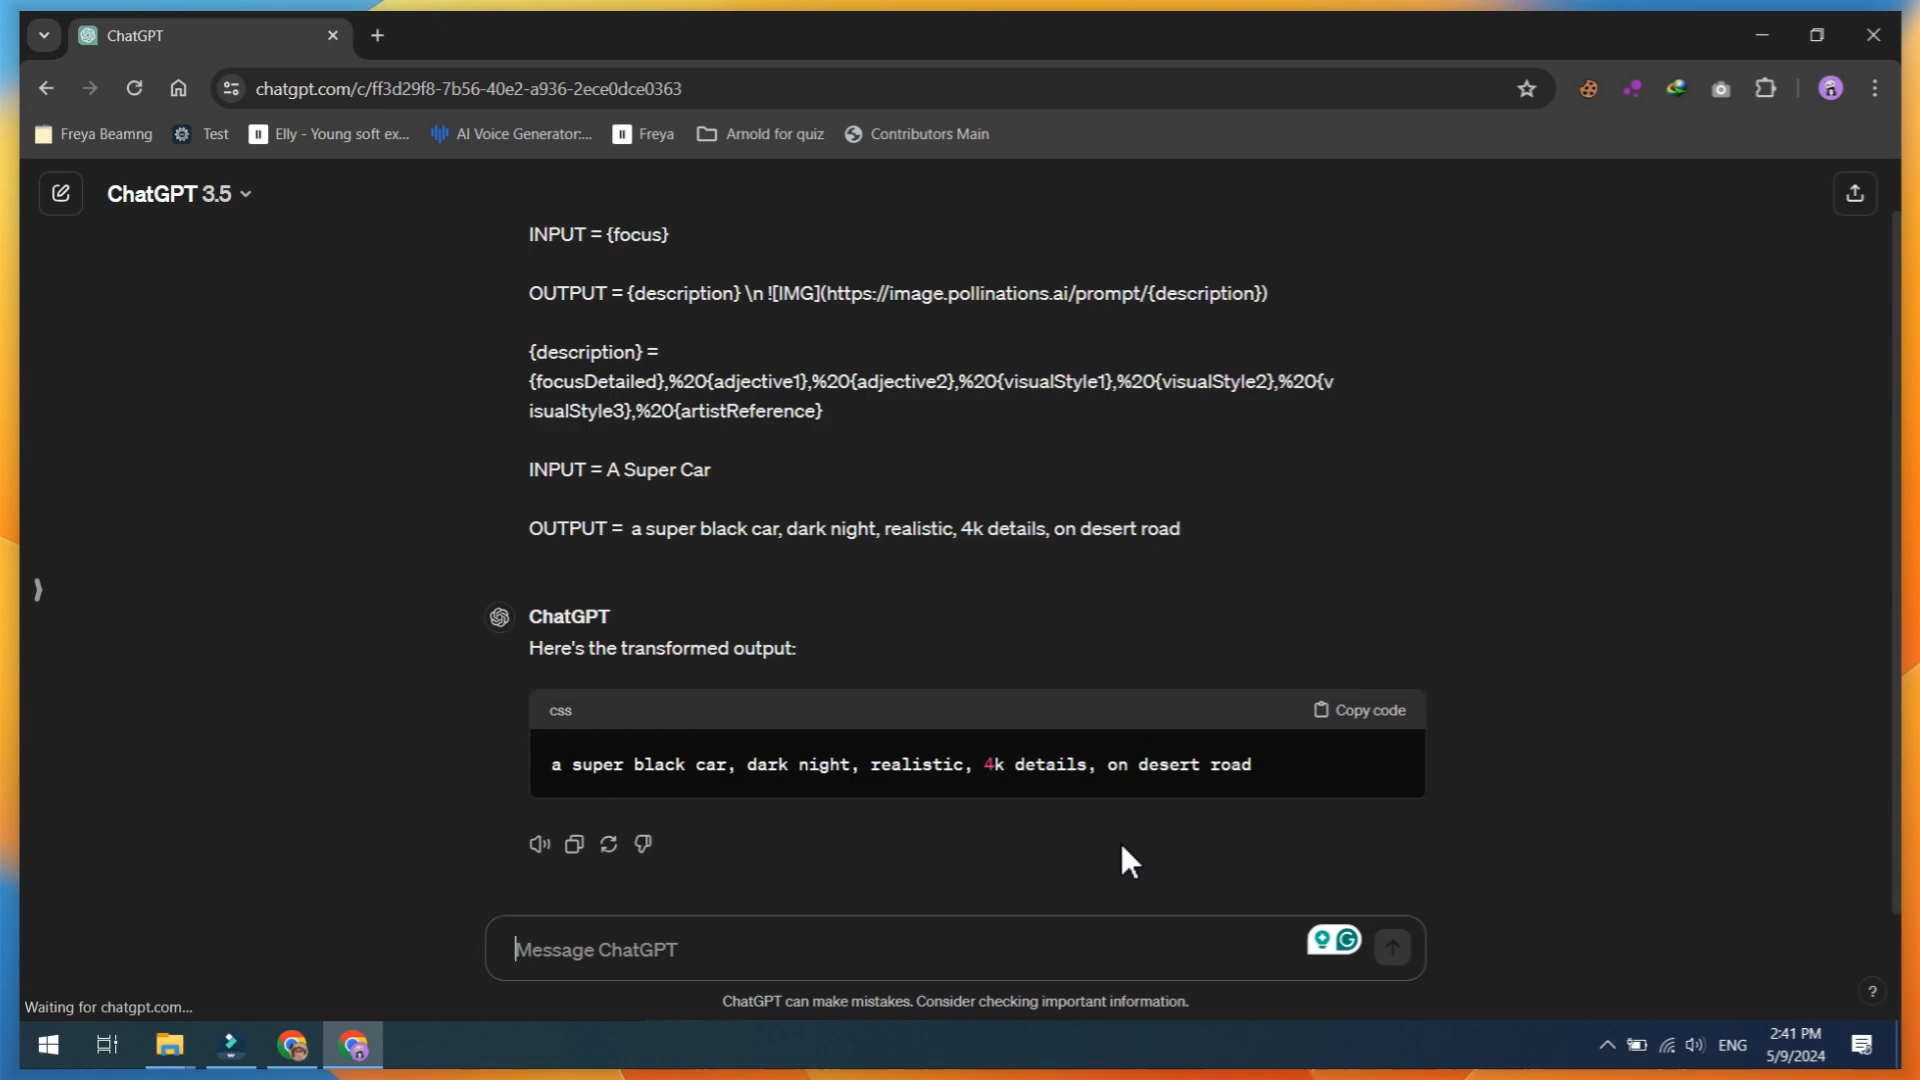 ChatGPT
chatgpt.com/c/ff3d29f8-7b56-40e2-a936-2ece0dce0363
Freya Beamng Test Elly - Young soft ex... AI Voice Generator:... Freya Arnold for quiz Contributors Main
ChatGPT 3.5
INPUT = {focus}
OUTPUT = {description} \n ![IMG](https://image.pollinations.ai/prompt/{description})
{description} =
{focusDetailed},%20{adjective1},%20{adjective2},%20{visualStyle1},%20{visualStyle2},%20{v
isualStyle3},%20{artistReference}
INPUT = A Super Car
OUTPUT = a super black car, dark night, realistic, 4k details, on desert road
ChatGPT
Here's the transformed output:
css Copy code
a super black car, dark night, realistic, 4k details, on desert road
Message ChatGPT
?
ChatGPT can make mistakes. Consider checking important information.
Waiting for chatgpt.com...
ENG
2:41 PM
5/9/2024